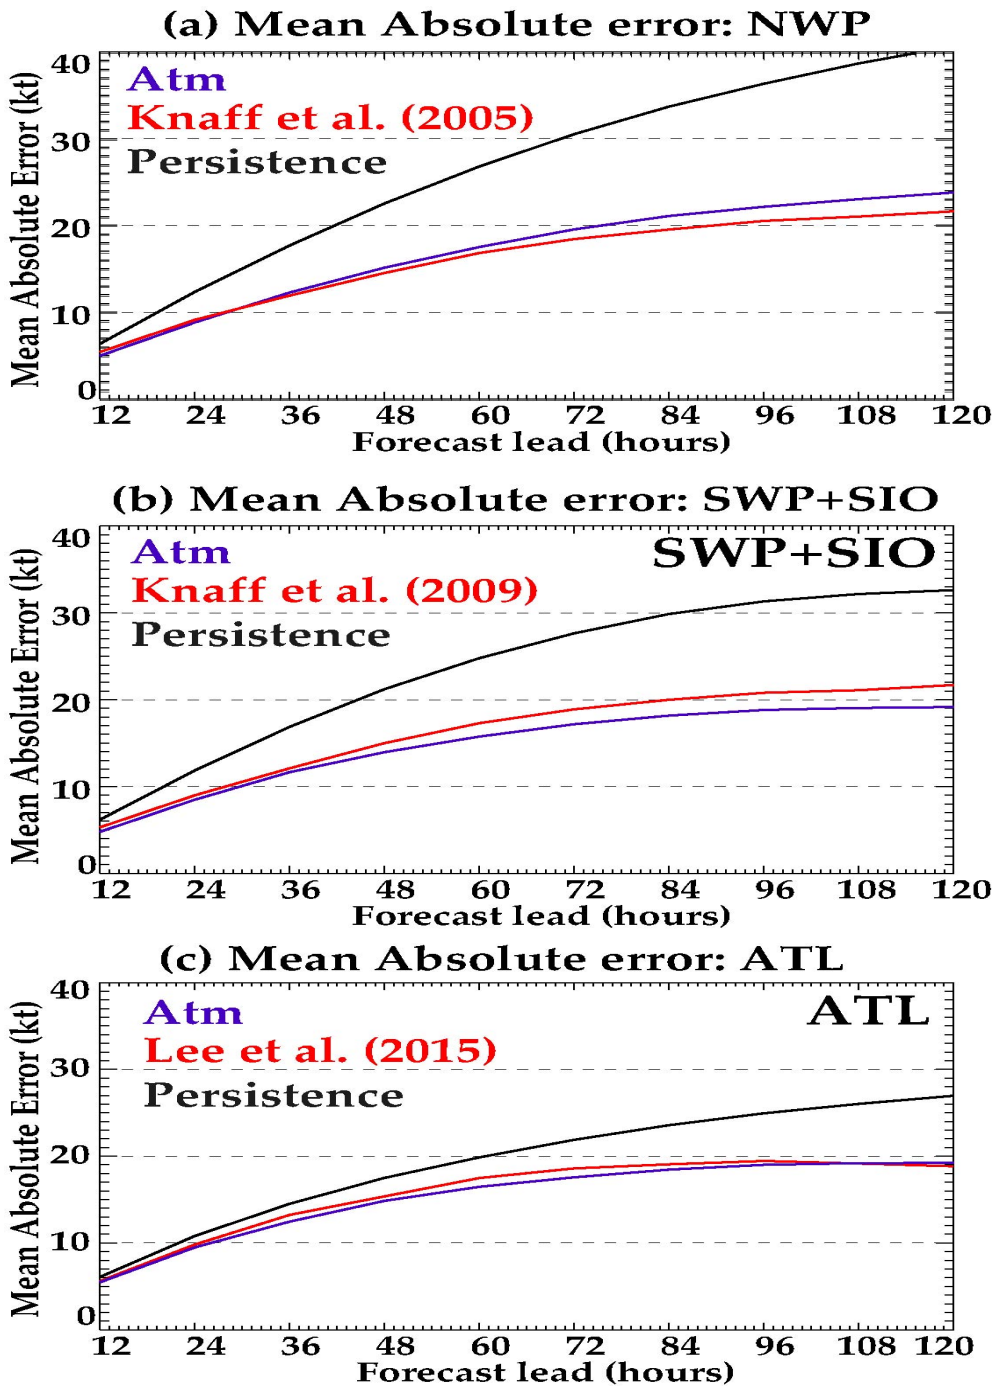 (a) Mean Absolute error: NWP
Mean Absolute Error (kt)
40
30
20
10
0
Atm
Knaff et al. (2005)
Persistence
12 24 36 48 60 72 84 96 108 120
Forecast lead (hours)
(b) Mean Absolute error: SWP+SIO
Mean Absolute Error (kt)
40
30
20
10
0
Atm
SWP+SIO
Knaff et al. (2009)
Persistence
12 24 36 48 60 72 84 96 108 120
Forecast lead (hours)
(c) Mean Absolute error: ATL
Mean Absolute Error (kt)
40
30
20
10
0
Atm
ATL
Lee et al. (2015)
Persistence
12 24 36 48 60 72 84 96 108 120
Forecast lead (hours)